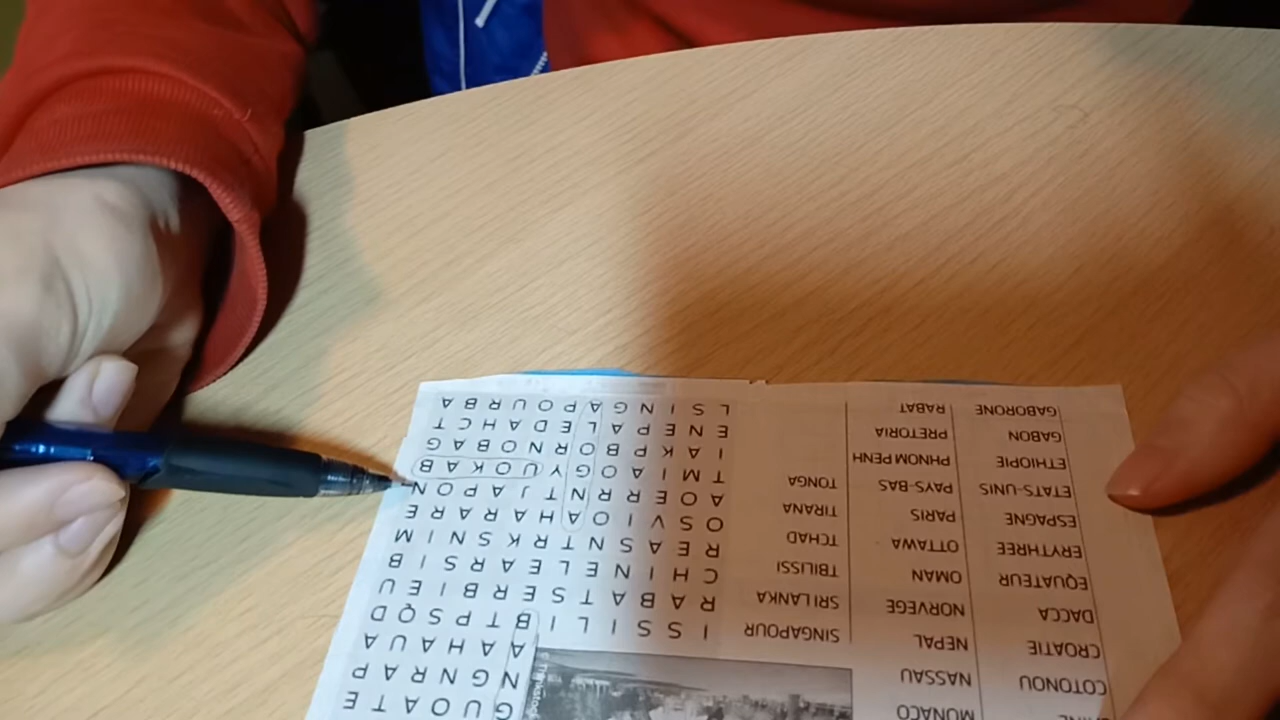 COTONOU
CROATIE
DACCA
EQUATEUR
ERYTHREE
ESPAGNE
ETATS-UNIS
ETHIOPIE
GABON
GABORONE
MONACO
NASSAU
NEPAL
NORVEGE
OMAN
OTTAWA
PARIS
PAYS-BAS
PHNOM PENH
PRETORIA
RABAT
SINGAPOUR
SRI LANKA
TBILISSI
TCHAD
TIRANA
TONGA
G U O A T E
N G N R A P
A A H A U A
I S S I L I B T P S Q D
R A B A T S E R B I E U
C H I N E L E A R S I B
R E A S N T R K S N I M
O S V I O A H A R A R E
A O E R R N T J A P O N
T M I A O G Y U O K A B
I A K P B O R N O B A G
E N E P A L E D A H C T
L S I N G A P O U R B A